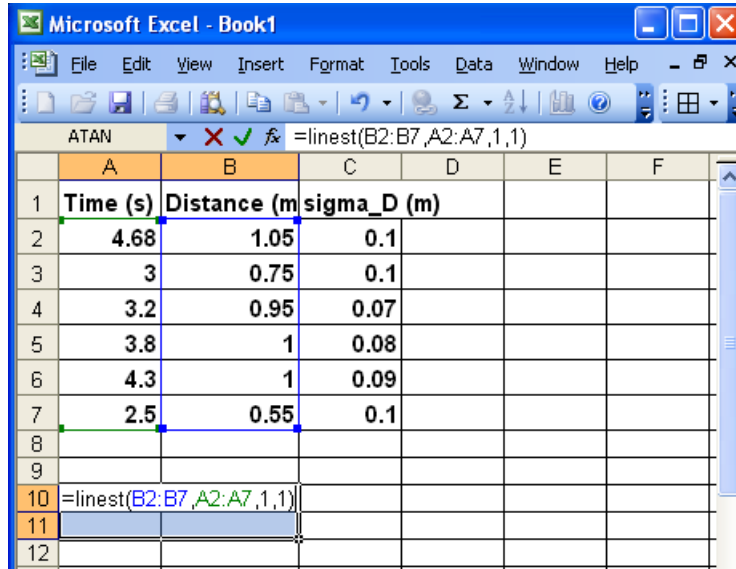 Microsoft Excel - Book1
File Edit View Insert Format Tools Data Window Help
ATAN fx =linest(B2:B7,A2:A7,1,1)
A B C D E F
1 Time (s) Distance (m sigma_D (m)
2 4.68 1.05 0.1
3 3 0.75 0.1
4 3.2 0.95 0.07
5 3.8 1 0.08
6 4.3 1 0.09
7 2.5 0.55 0.1
8
9
10 =linest(B2:B7,A2:A7,1,1)
11
12